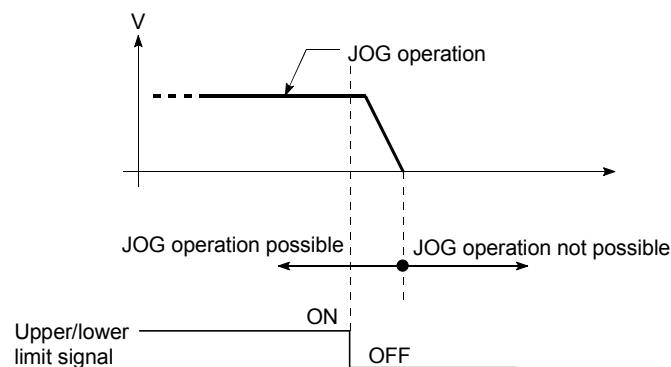 V
JOG operation
JOG operation possible
JOG operation not possible
ON
Upper/lower
limit signal
OFF